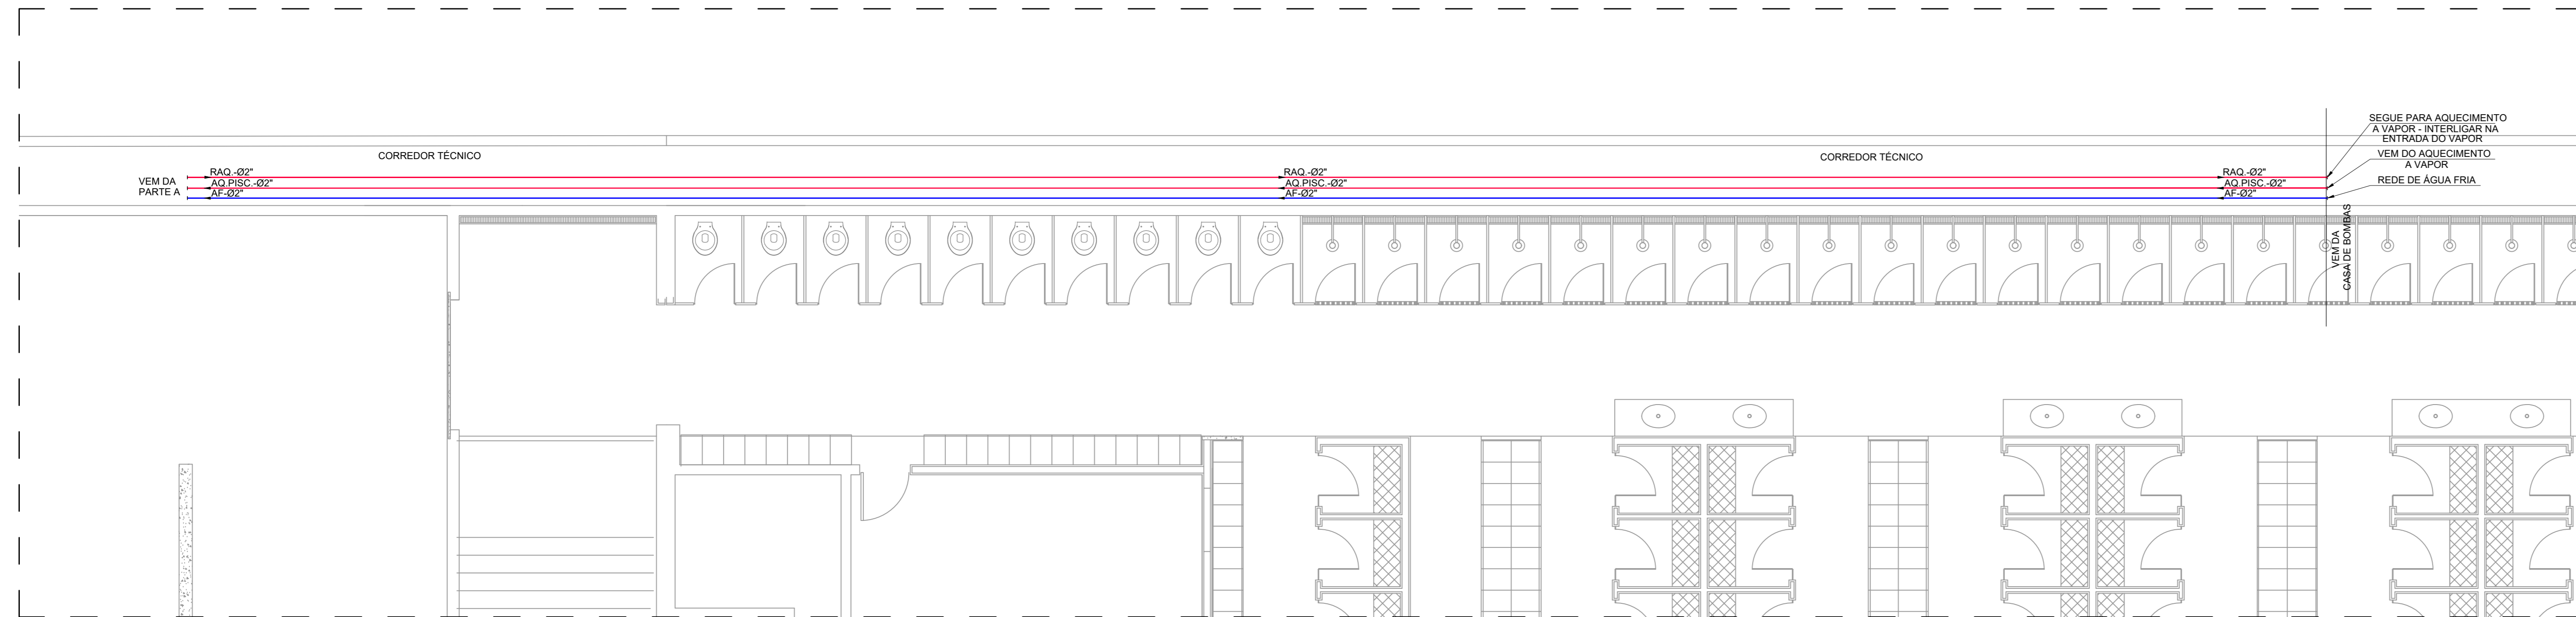 CORREDOR TÉCNICO
CORREDOR TÉCNICO
VEM DA
PARTE A
RAQ.-Ø2"
AQ.PISC.-Ø2"
AF-Ø2"
RAQ.-Ø2"
AQ.PISC.-Ø2"
AF-Ø2"
RAQ.-Ø2"
AQ.PISC.-Ø2"
AF-Ø2"
SEGUE PARA AQUECIMENTO
A VAPOR - INTERLIGAR NA
ENTRADA DO VAPOR
VEM DO AQUECIMENTO
A VAPOR
REDE DE ÁGUA FRIA
VEM DA
CASA DE BOMBAS